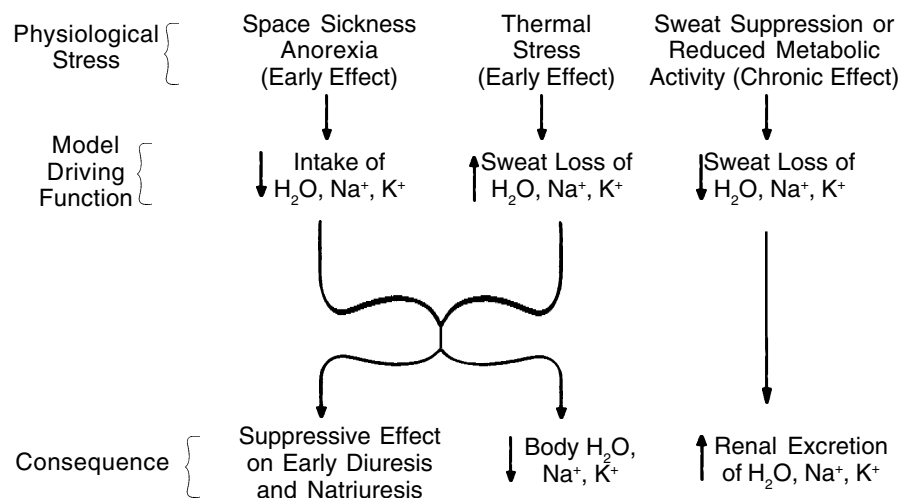 Physiological
Stress
Space Sickness
Anorexia
(Early Effect)
Thermal
Stress
(Early Effect)
Sweat Suppression or
Reduced Metabolic
Activity (Chronic Effect)
Model
Driving
Function
Intake of
H₂O, Na⁺, K⁺
Sweat Loss of
H₂O, Na⁺, K⁺
Sweat Loss of
H₂O, Na⁺, K⁺
Consequence
Suppressive Effect
on Early Diuresis
and Natriuresis
Body H₂O,
Na⁺, K⁺
Renal Excretion
of H₂O, Na⁺, K⁺